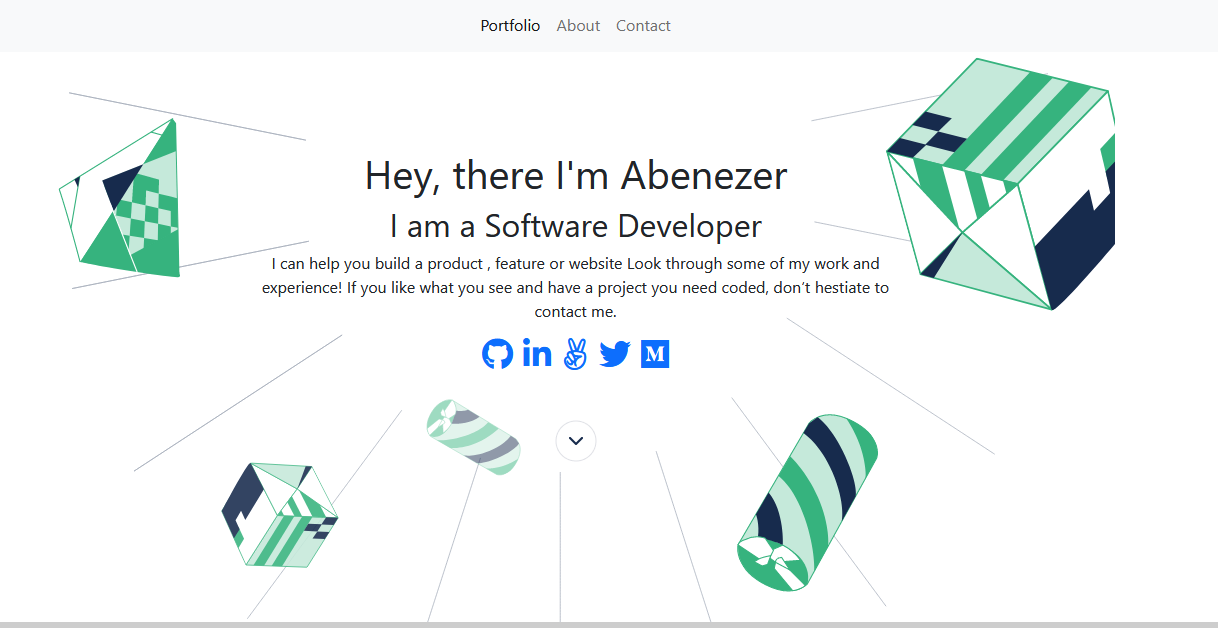 Portfolio About Contact
Hey, there I'm Abenezer
I am a Software Developer
I can help you build a product , feature or website Look through some of my work and
experience! If you like what you see and have a project you need coded, don’t hestiate to
contact me.
in
M